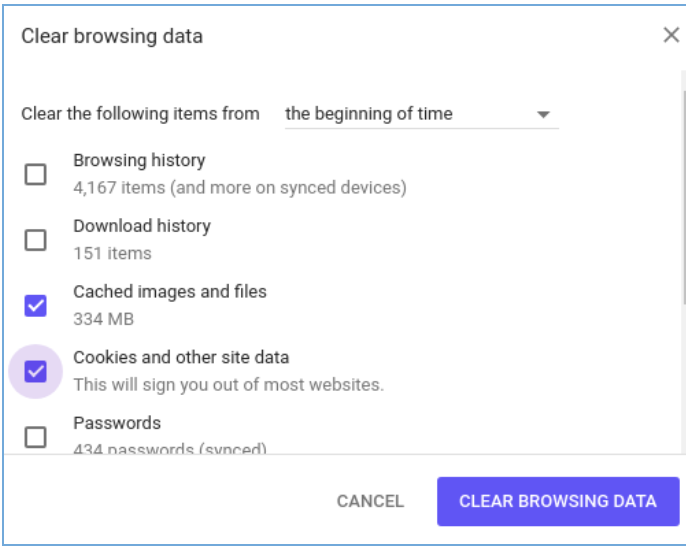 Clear browsing data
Clear the following items from the beginning of time
Browsing history
4,167 items (and more on synced devices)
Download history
151 items
Cached images and files
334 MB
Cookies and other site data
This will sign you out of most websites.
Passwords
434 passwords (synced)
CANCEL CLEAR BROWSING DATA